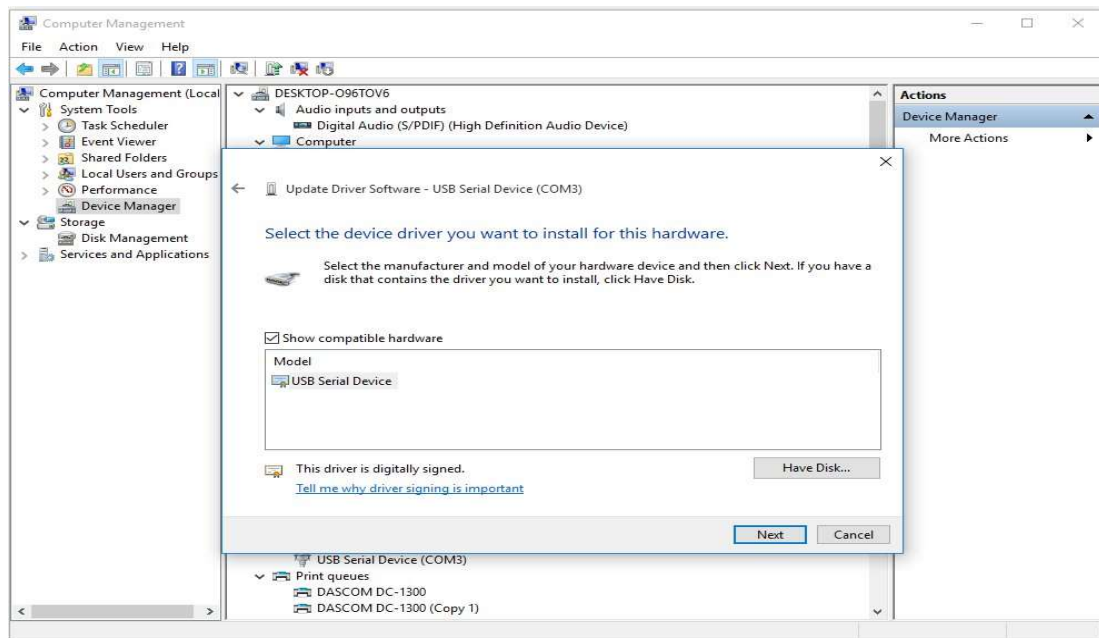 Computer Management
File Action View Help
Computer Management (Local
System Tools
Task Scheduler
Event Viewer
Shared Folders
Local Users and Groups
Performance
Device Manager
Storage
Disk Management
Services and Applications
DESKTOP-O96TOV6
Audio inputs and outputs
Digital Audio (S/PDIF) (High Definition Audio Device)
Computer
Actions
Device Manager
More Actions
Update Driver Software - USB Serial Device (COM3)
Select the device driver you want to install for this hardware.
Select the manufacturer and model of your hardware device and then click Next. If you have a
disk that contains the driver you want to install, click Have Disk.
Show compatible hardware
Model
USB Serial Device
This driver is digitally signed.
Have Disk...
Tell me why driver signing is important
Next Cancel
USB Serial Device (COM3)
Print queues
DASCOM DC-1300
DASCOM DC-1300 (Copy 1)